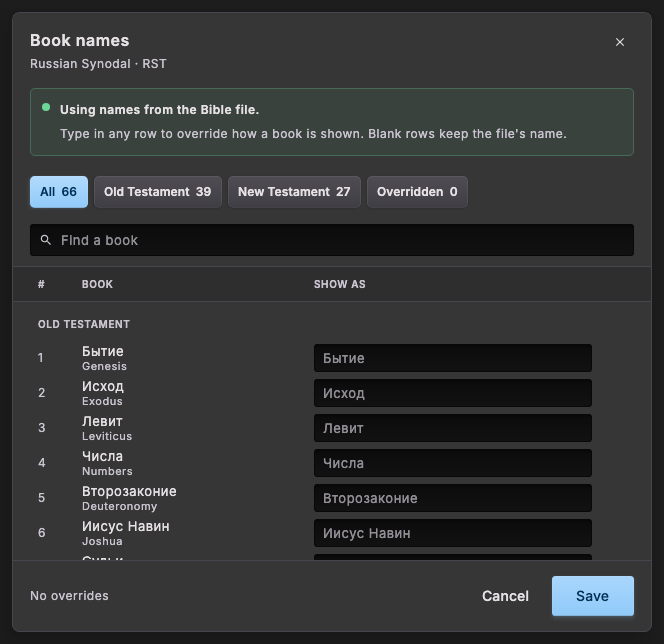 Book names
Russian Synodal · RST
Using names from the Bible file.
Type in any row to override how a book is shown. Blank rows keep the file's name.
All 66 Old Testament 39 New Testament 27 Overridden 0
Find a book
# BOOK SHOW AS
OLD TESTAMENT
1 Бытие Бытие
Genesis
2 Исход Исход
Exodus
3 Левит Левит
Leviticus
4 Числа Числа
Numbers
5 Второзаконие Второзаконие
Deuteronomy
6 Иисус Навин Иисус Навин
Joshua
No overrides Cancel Save